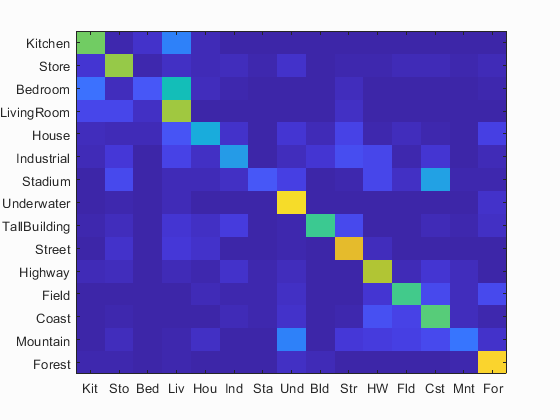 Kitchen
Store
Bedroom
LivingRoom
House
Industrial
Stadium
Underwater
TallBuilding
Street
Highway
Field
Coast
Mountain
Forest
Kit Sto Bed Liv Hou Ind Sta Und Bld Str HW Fld Cst Mnt For